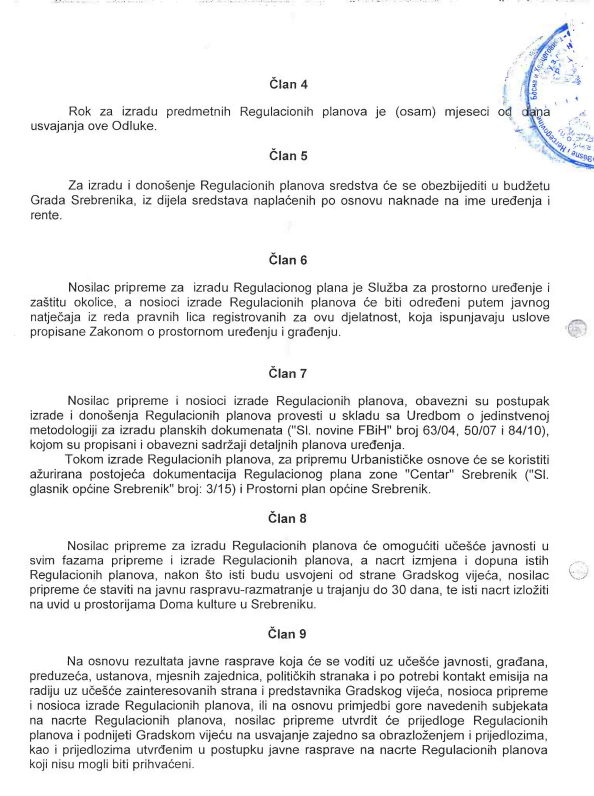 Član 4
Rok za izradu predmetnih Regulacionih planova je (osam) mjeseci od dana
usvajanja ove Odluke.
Član 5
Za izradu i donošenje Regulacionih planova sredstva će se obezbijediti u budžetu
Grada Srebrenika, iz dijela sredstava naplaćenih po osnovu naknade na ime uređenja i
rente.
Član 6
Nosilac pripreme za izradu Regulacionog plana je Služba za prostorno uređenje i
zaštitu okolice, a nosioci izrade Regulacionih planova će biti određeni putem javnog
natječaja iz reda pravnih lica registrovanih za ovu djelatnost, koja ispunjavaju uslove
propisane Zakonom o prostornom uređenju i građenju.
Član 7
Nosilac pripreme i nosioci izrade Regulacionih planova, obavezni su postupak
izrade i donošenja Regulacionih planova provesti u skladu sa Uredbom o jedinstvenoj
metodologiji za izradu planskih dokumenata ("Sl. novine FBiH" broj 63/04, 50/07 i 84/10),
kojom su propisani i obavezni sadržaji detaljnih planova uređenja.
Tokom izrade Regulacionih planova, za pripremu Urbanističke osnove će se koristiti
ažurirana postojeća dokumentacija Regulacionog plana zone "Centar" Srebrenik ("Sl.
glasnik općine Srebrenik" broj: 3/15) i Prostorni plan općine Srebrenik.
Član 8
Nosilac pripreme za izradu Regulacionih planova će omogućiti učešće javnosti u
svim fazama pripreme i izrade Regulacionih planova, a nacrt izmjena i dopuna istih
Regulacionih planova, nakon što isti budu usvojeni od strane Gradskog vijeća, nosilac
pripreme će staviti na javnu raspravu-razmatranje u trajanju do 30 dana, te isti nacrt izložiti
na uvid u prostorijama Doma kulture u Srebreniku.
Član 9
Na osnovu rezultata javne rasprave koja će se voditi uz učešće javnosti, građana,
preduzeća, ustanova, mjesnih zajednica, političkih stranaka i po potrebi kontakt emisija na
radiju uz učešće zainteresovanih strana i predstavnika Gradskog vijeća, nosioca pripreme
i nosioca izrade Regulacionih planova, ili na osnovu primjedbi gore navedenih subjekata
na nacrte Regulacionih planova, nosilac pripreme utvrdit će prijedloge Regulacionih
planova i podnijeti Gradskom vijeću na usvajanje zajedno sa obrazloženjem i prijedlozima,
kao i prijedlozima utvrđenim u postupku javne rasprave na nacrte Regulacionih planova
koji nisu mogli biti prihvaćeni.